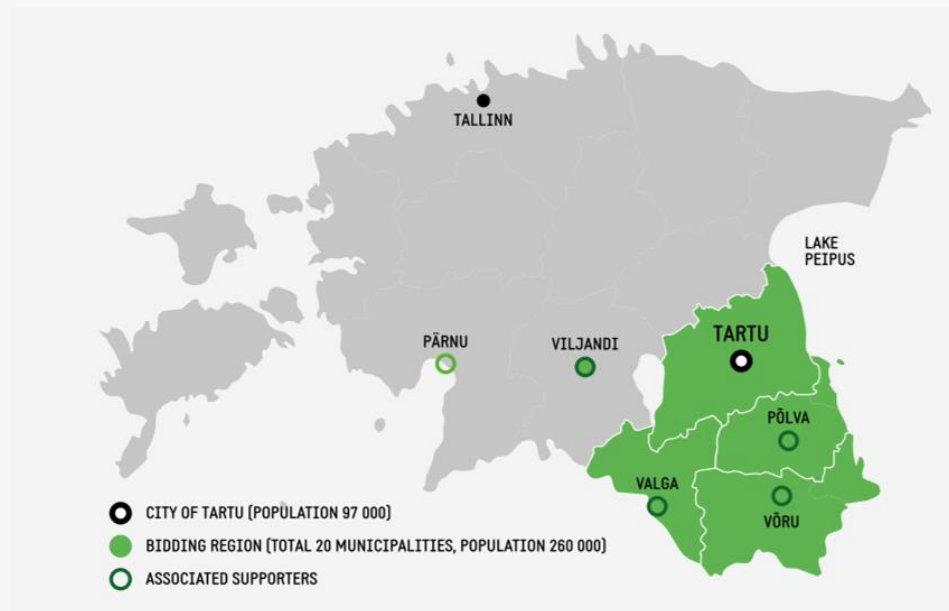 TALLINN
LAKE
PEIPUS
PÄRNU
VILJANDI
TARTU
PÕLVA
VALGA
VÕRU
CITY OF TARTU (POPULATION 97 000)
BIDDING REGION (TOTAL 20 MUNICIPALITIES, POPULATION 260 000)
ASSOCIATED SUPPORTERS